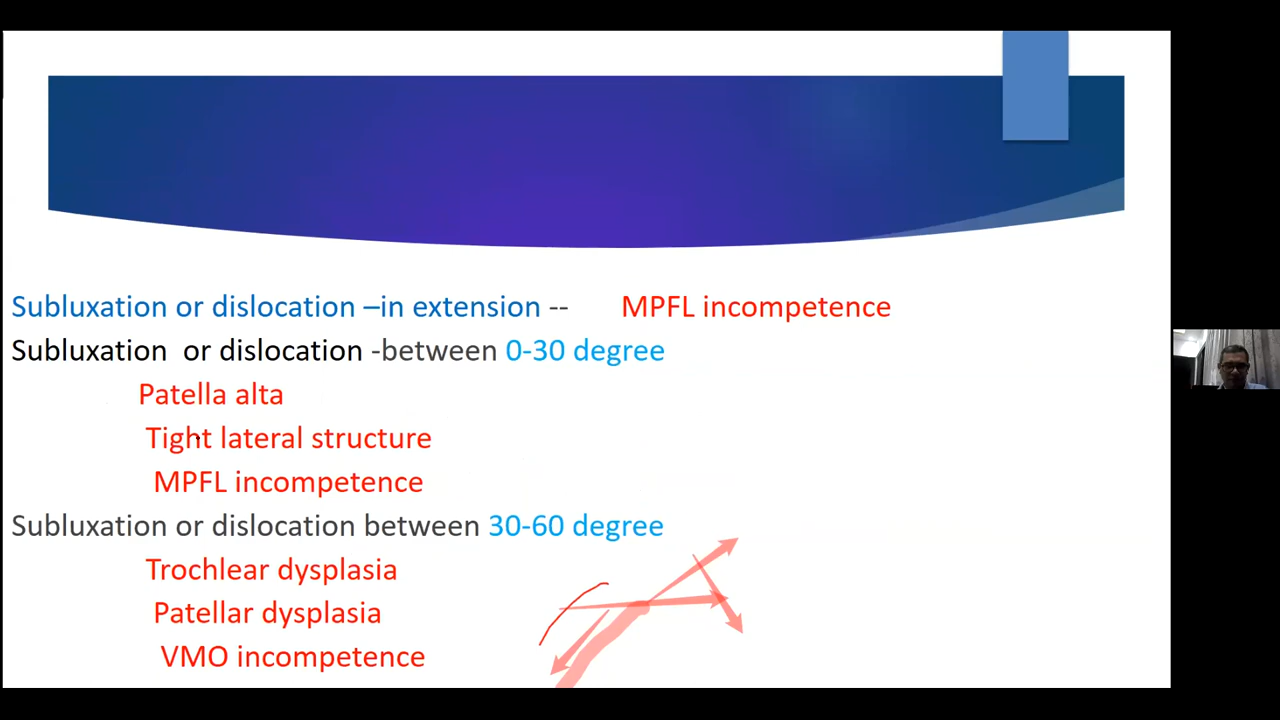 Subluxation or dislocation –in extension -- MPFL incompetence
Subluxation or dislocation -between 0-30 degree
Patella alta
Tight lateral structure
MPFL incompetence
Subluxation or dislocation between 30-60 degree
Trochlear dysplasia
Patellar dysplasia
VMO incompetence